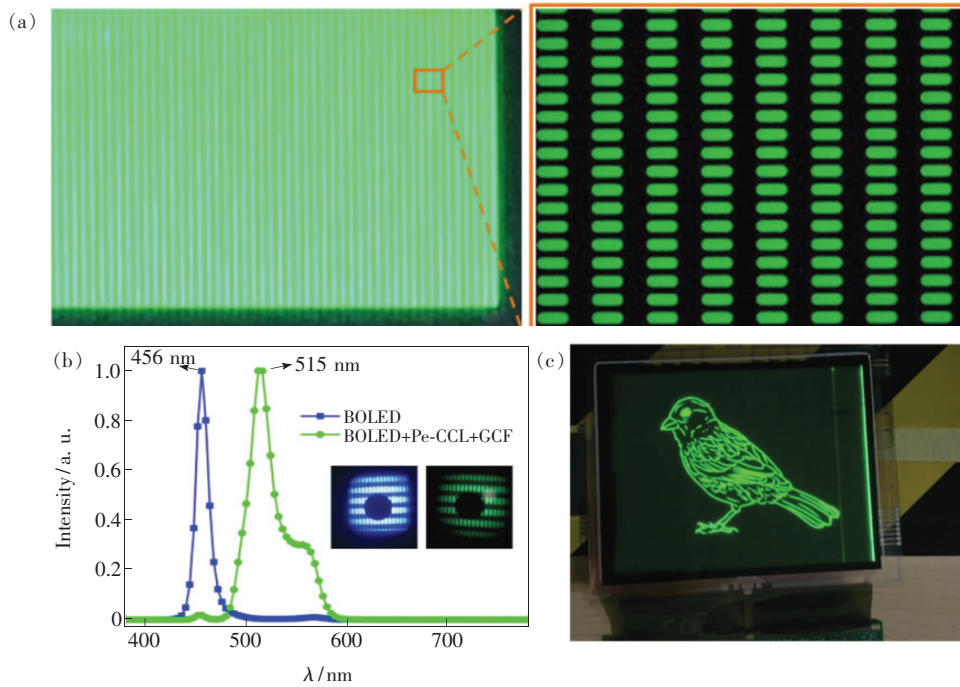 (a)
(b)
456 nm
515 nm
1.0
0.8
0.6
0.4
0.2
0
Intensity/a. u.
BOLED
BOLED+Pe-CCL+GCF
400
500
600
700
λ/nm
(c)